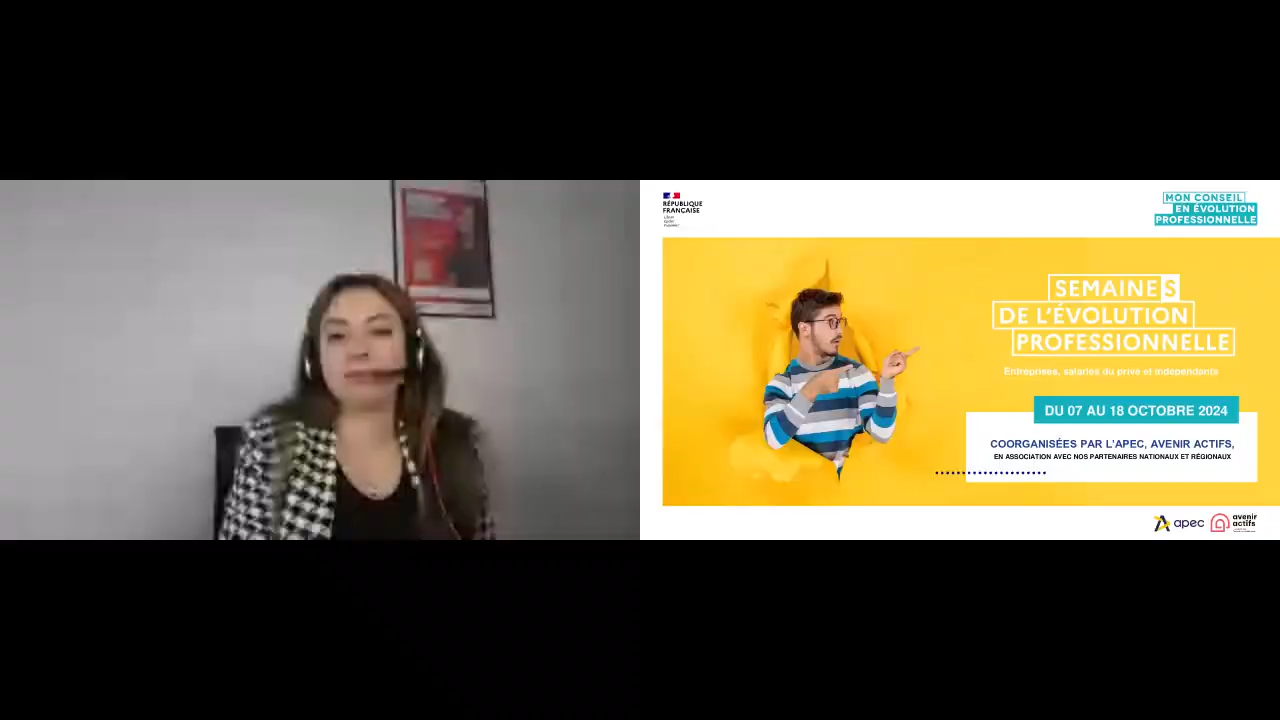 RÉPUBLIQUE
FRANÇAISE
MON CONSEIL
EN ÉVOLUTION
PROFESSIONNELLE
SEMAINES
DE L'ÉVOLUTION
PROFESSIONNELLE
Entreprises, salariés du privé et indépendants
DU 07 AU 18 OCTOBRE 2024
COORGANISÉES PAR L'APEC, AVENIR ACTIFS,
EN ASSOCIATION AVEC NOS PARTENAIRES NATIONAUX ET RÉGIONAUX
apec
avenir
actifs